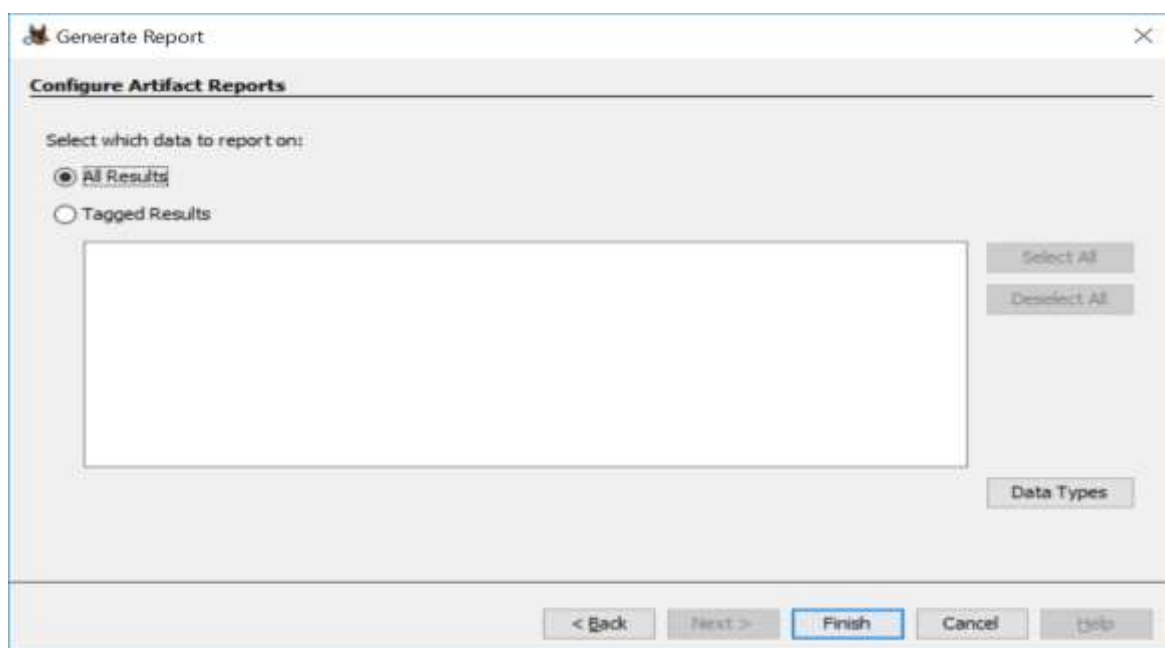 Generate Report
Configure Artifact Reports
Select which data to report on:
All Results
Tagged Results
Select All
Deselect All
Data Types
< Back Next > Finish Cancel Help